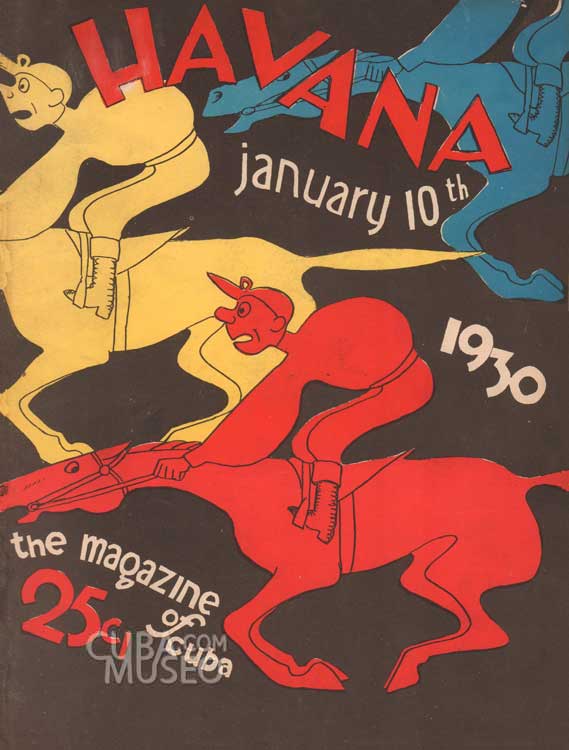 HAVANA
january 10th
1930
the magazine
of cuba
25c
CUBA.COM
MUSEO